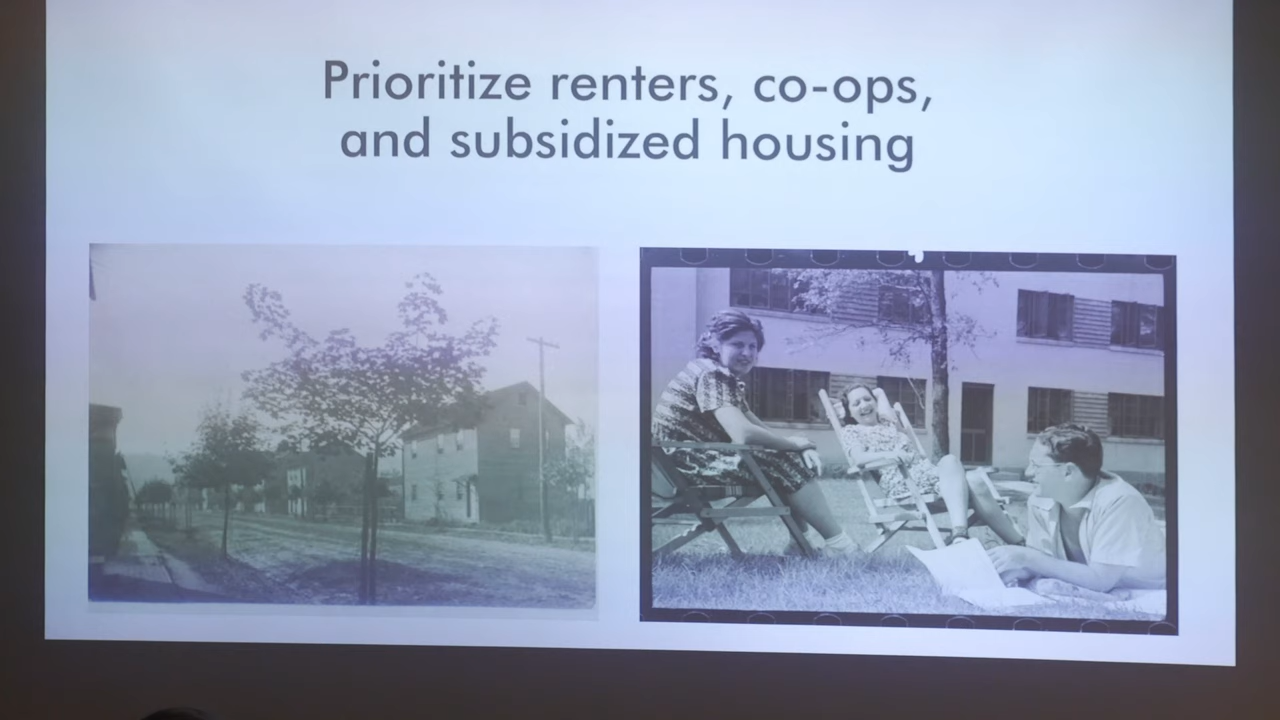 Prioritize renters, co-ops,
and subsidized housing